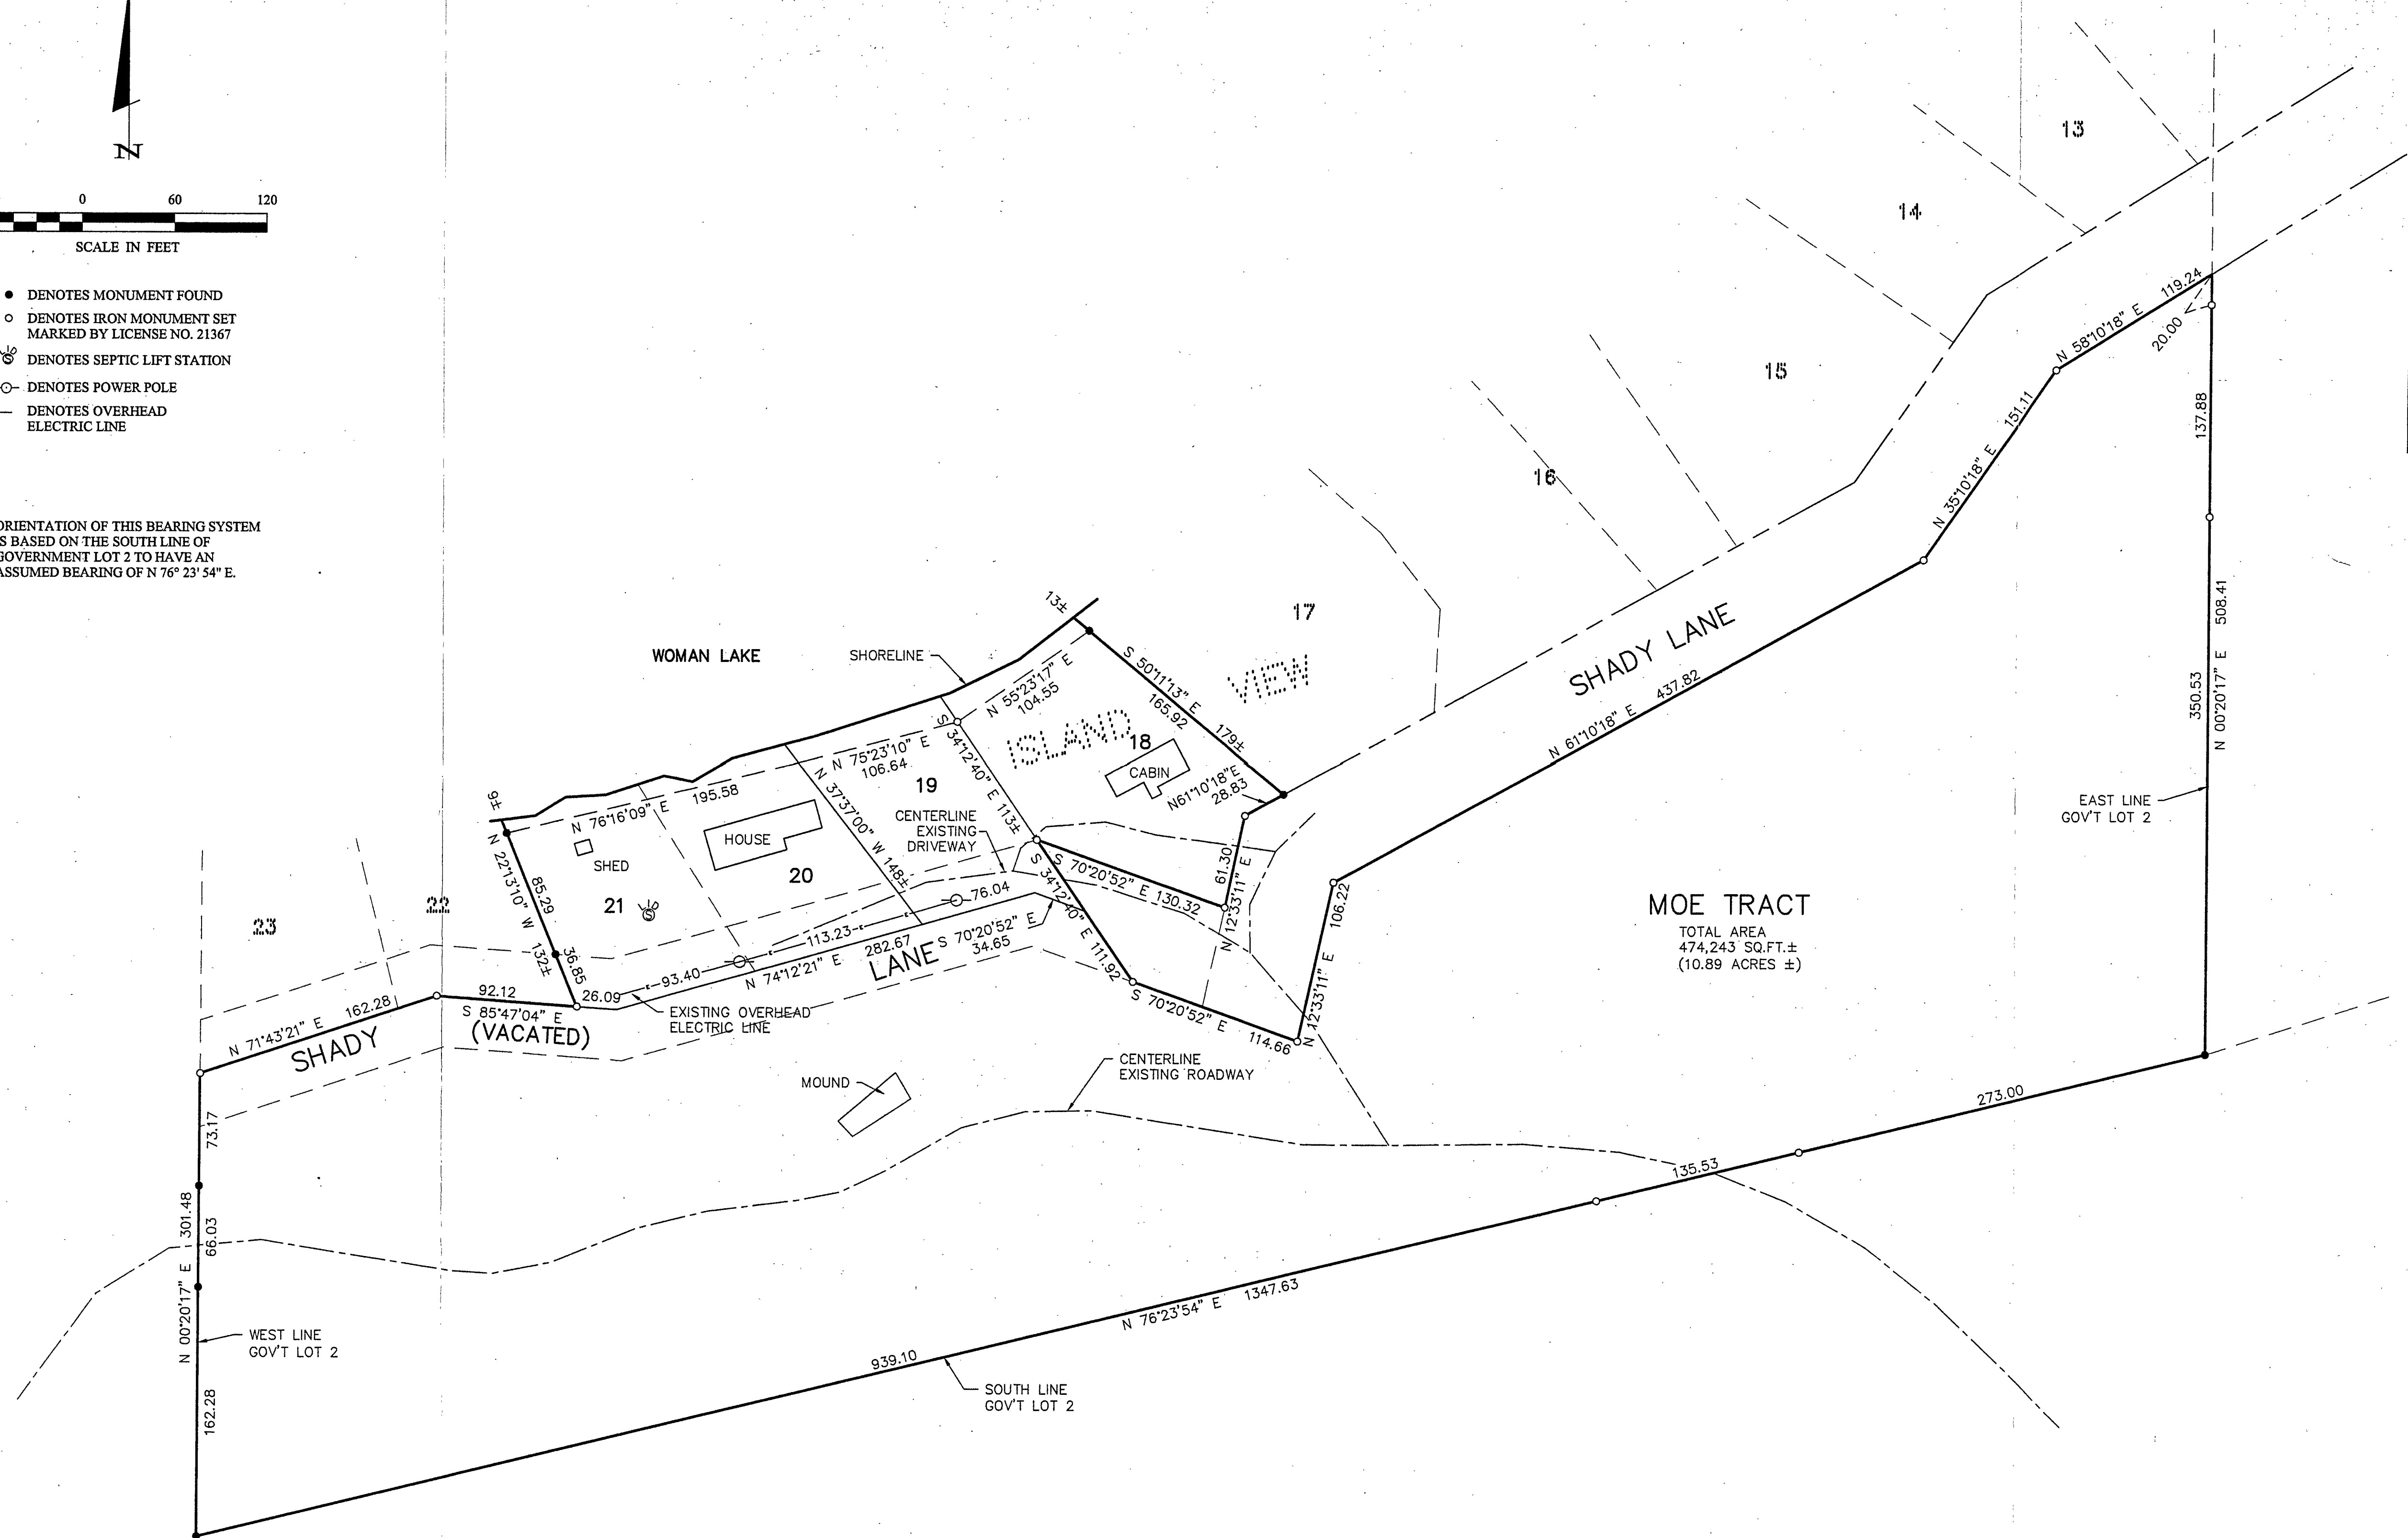 N
0 60 120
SCALE IN FEET
DENOTES MONUMENT FOUND
DENOTES IRON MONUMENT SET
MARKED BY LICENSE NO. 21367
DENOTES SEPTIC LIFT STATION
DENOTES POWER POLE
DENOTES OVERHEAD
ELECTRIC LINE
ORIENTATION OF THIS BEARING SYSTEM
IS BASED ON THE SOUTH LINE OF
GOVERNMENT LOT 2 TO HAVE AN
ASSUMED BEARING OF N 76° 23' 54" E.
13
14
15
16
17
VIEW
ISLAND
18
CABIN
19
20
21
22
23
WOMAN LAKE
SHORELINE
13±
S 50°11'13" E
165.92
179±
N 55°23'17" E
104.55
N61°10'18"E
28.83
N 75°23'10" E
106.64
S 34°12'40" E 113±
N 37°37'00" W 148±
CENTERLINE
EXISTING
DRIVEWAY
N 76°16'09" E 195.58
9±
HOUSE
SHED
S
N 22°13'10" W 132±
85.29
36.85
76.04
113.23
93.40
26.09
N 74°12'21" E 282.67
S 70°20'52" E
34.65
S 70°20'52" E 130.32
S 34°12'40" E 111.92
61.30
N 12°33'11" E
106.22
N 12°33'11" E
S 70°20'52" E 114.66
LANE
EXISTING OVERHEAD
ELECTRIC LINE
92.12
S 85°47'04" E
(VACATED)
N 71°43'21" E 162.28
SHADY
MOUND
CENTERLINE
EXISTING ROADWAY
SHADY LANE
N 61°10'18" E 437.82
N 35°10'18" E 151.11
N 58°10'18" E 119.24
20.00
137.88
350.53
N 00°20'17" E 508.41
EAST LINE
GOV'T LOT 2
MOE TRACT
TOTAL AREA
474,243 SQ.FT.±
(10.89 ACRES ±)
273.00
135.53
939.10
N 76°23'54" E 1347.63
SOUTH LINE
GOV'T LOT 2
73.17
66.03
N 00°20'17" E 301.48
WEST LINE
GOV'T LOT 2
162.28